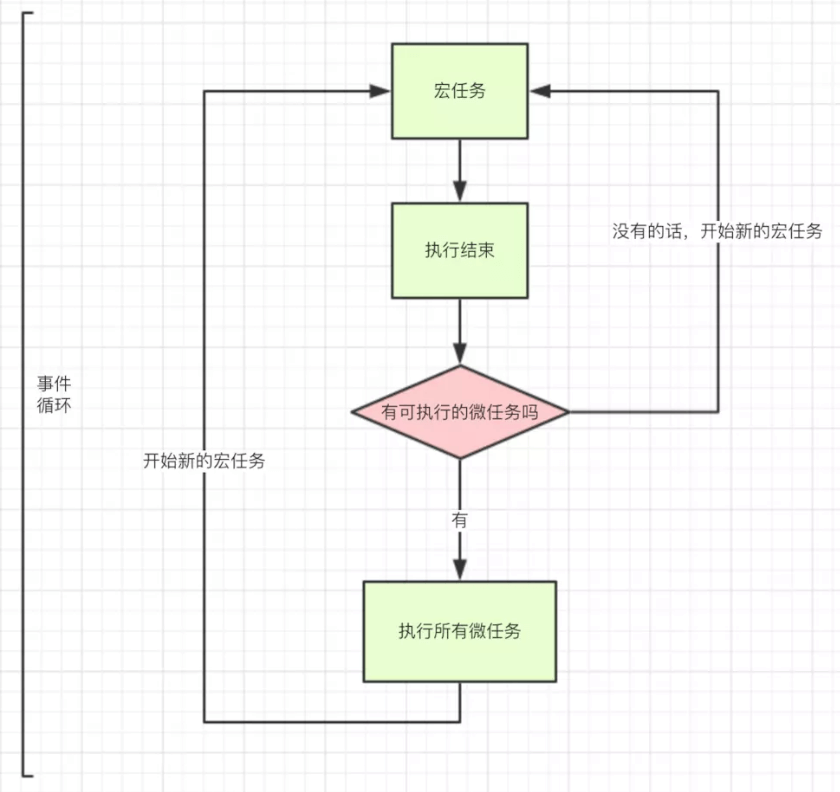 宏任务
执行结束
没有的话，开始新的宏任务
事件
循环
有可执行的微任务吗
开始新的宏任务
有
执行所有微任务